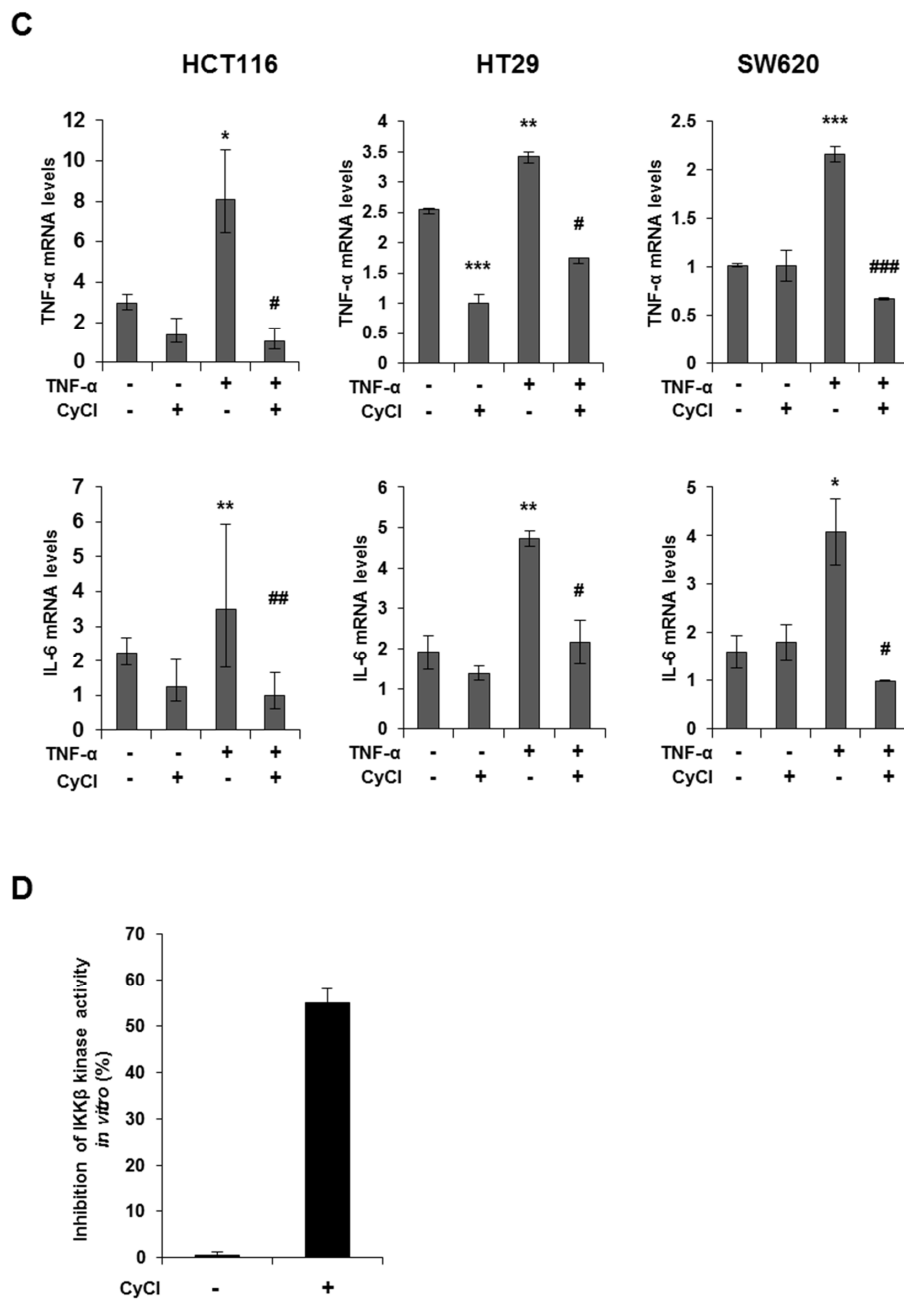 C
HCT116 HT29 SW620
TNF-α mRNA levels
12
10
8
6
4
2
0
*
#
TNF-α - - + +
CyCl - + - +
TNF-α mRNA levels
4
3.5
3
2.5
2
1.5
1
0.5
0
***
**
#
TNF-α - - + +
CyCl - + - +
TNF-α mRNA levels
2.5
2
1.5
1
0.5
0
***
###
TNF-α - - + +
CyCl - + - +
IL-6 mRNA levels
7
6
5
4
3
2
1
0
**
##
TNF-α - - + +
CyCl - + - +
IL-6 mRNA levels
6
5
4
3
2
1
0
**
#
TNF-α - - + +
CyCl - + - +
IL-6 mRNA levels
5
4
3
2
1
0
*
#
TNF-α - - + +
CyCl - + - +
D
Inhibition of IKKβ kinase activity
in vitro (%)
70
60
50
40
30
20
10
0
CyCl - +